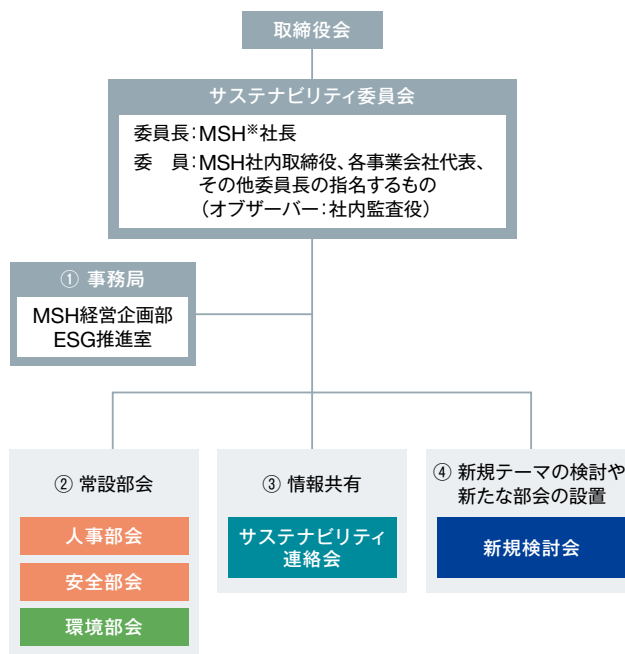 取締役会
サステナビリティ委員会
委員長：MSH※社長
委　員：MSH社内取締役、各事業会社代表、
その他委員長の指名するもの
（オブザーバー：社内監査役）
① 事務局
MSH経営企画部
ESG推進室
② 常設部会
人事部会
安全部会
環境部会
③ 情報共有
サステナビリティ
連絡会
④ 新規テーマの検討や
新たな部会の設置
新規検討会